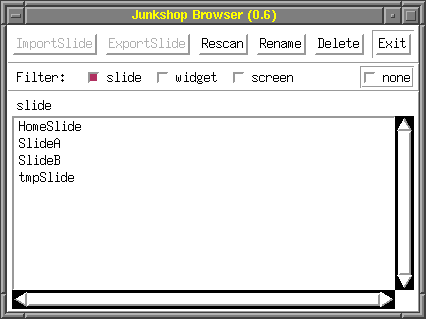 Junkshop Browser (0.6)
ImportSlide ExportSlide Rescan Rename Delete Exit
Filter: slide widget screen none
slide
HomeSlide
SlideA
SlideB
tmpSlide